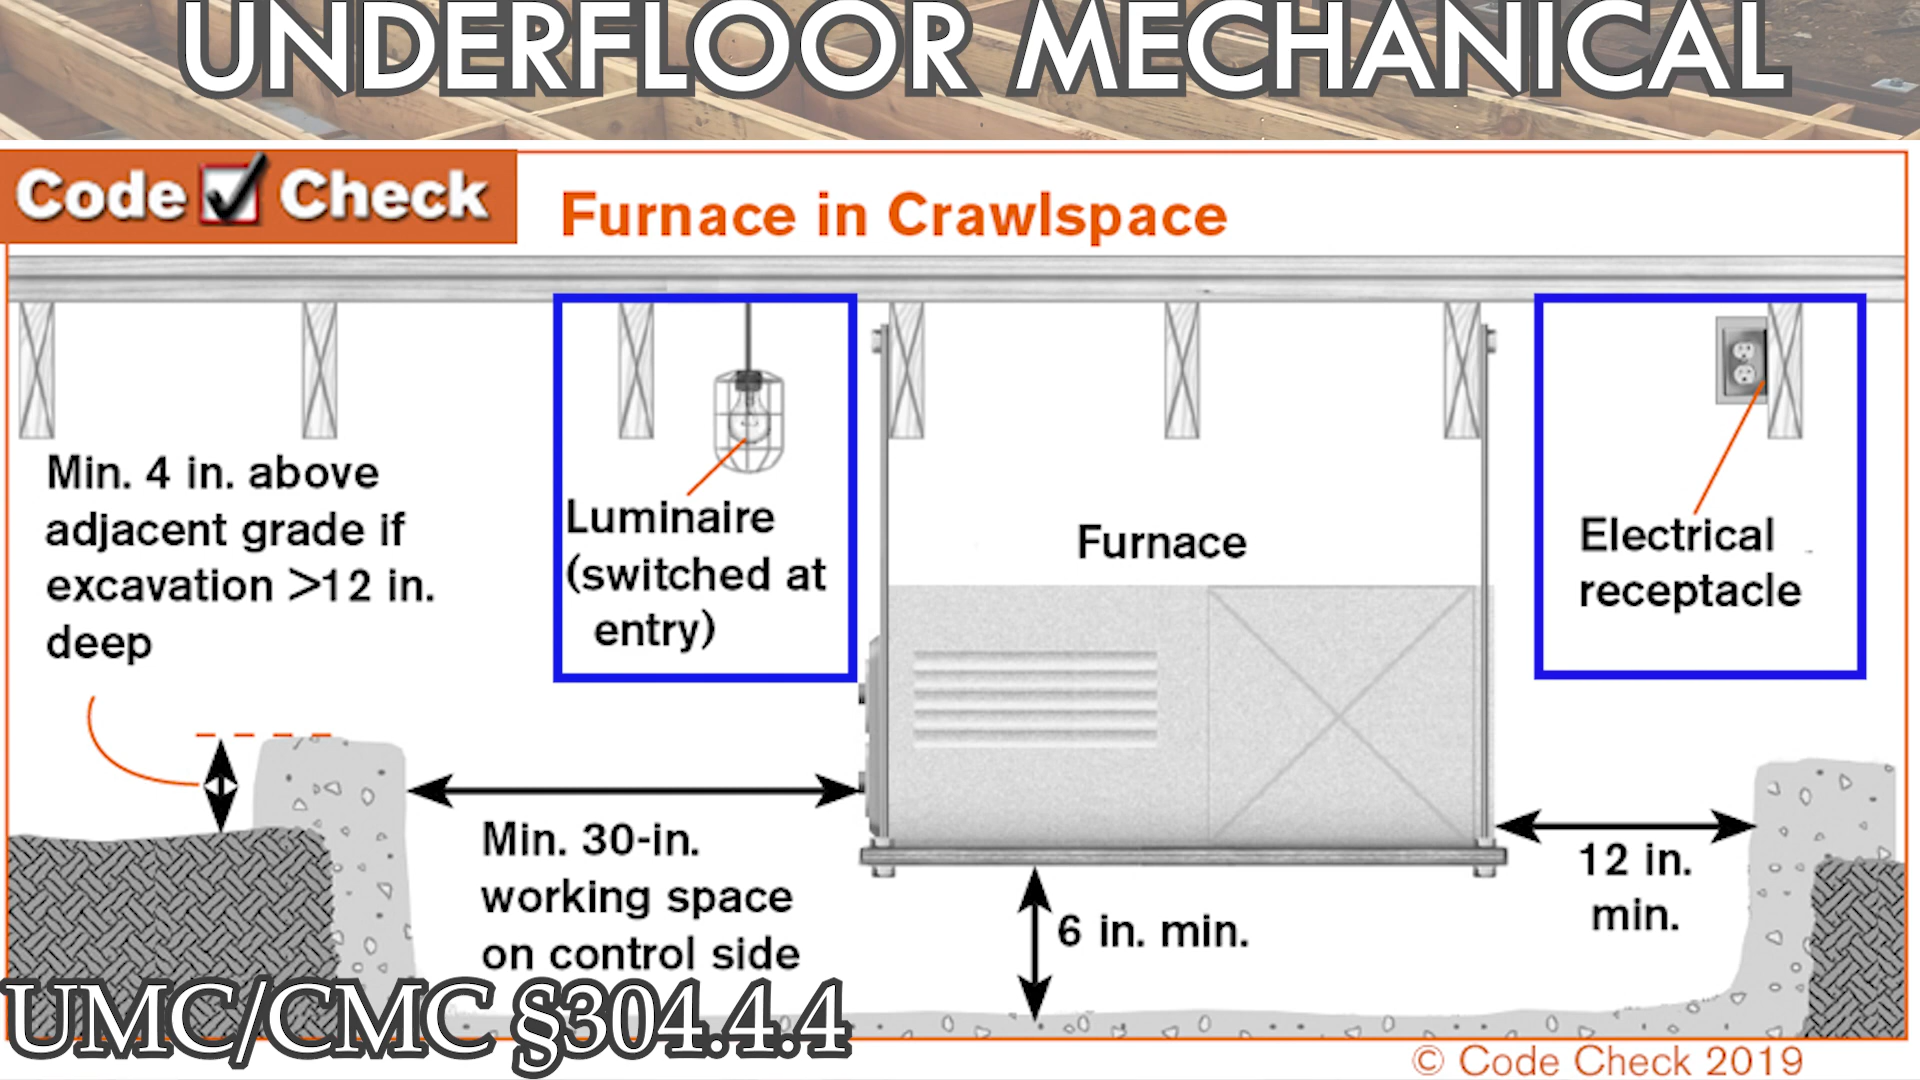 UNDERFLOOR MECHANICAL
Code Check
Furnace in Crawlspace
Min. 4 in. above
adjacent grade if
excavation >12 in.
deep
Luminaire
(switched at
entry)
Furnace
Electrical
receptacle
Min. 30-in.
working space
on control side
6 in. min.
12 in.
min.
UMC/CMC §304.4.4
© Code Check 2019